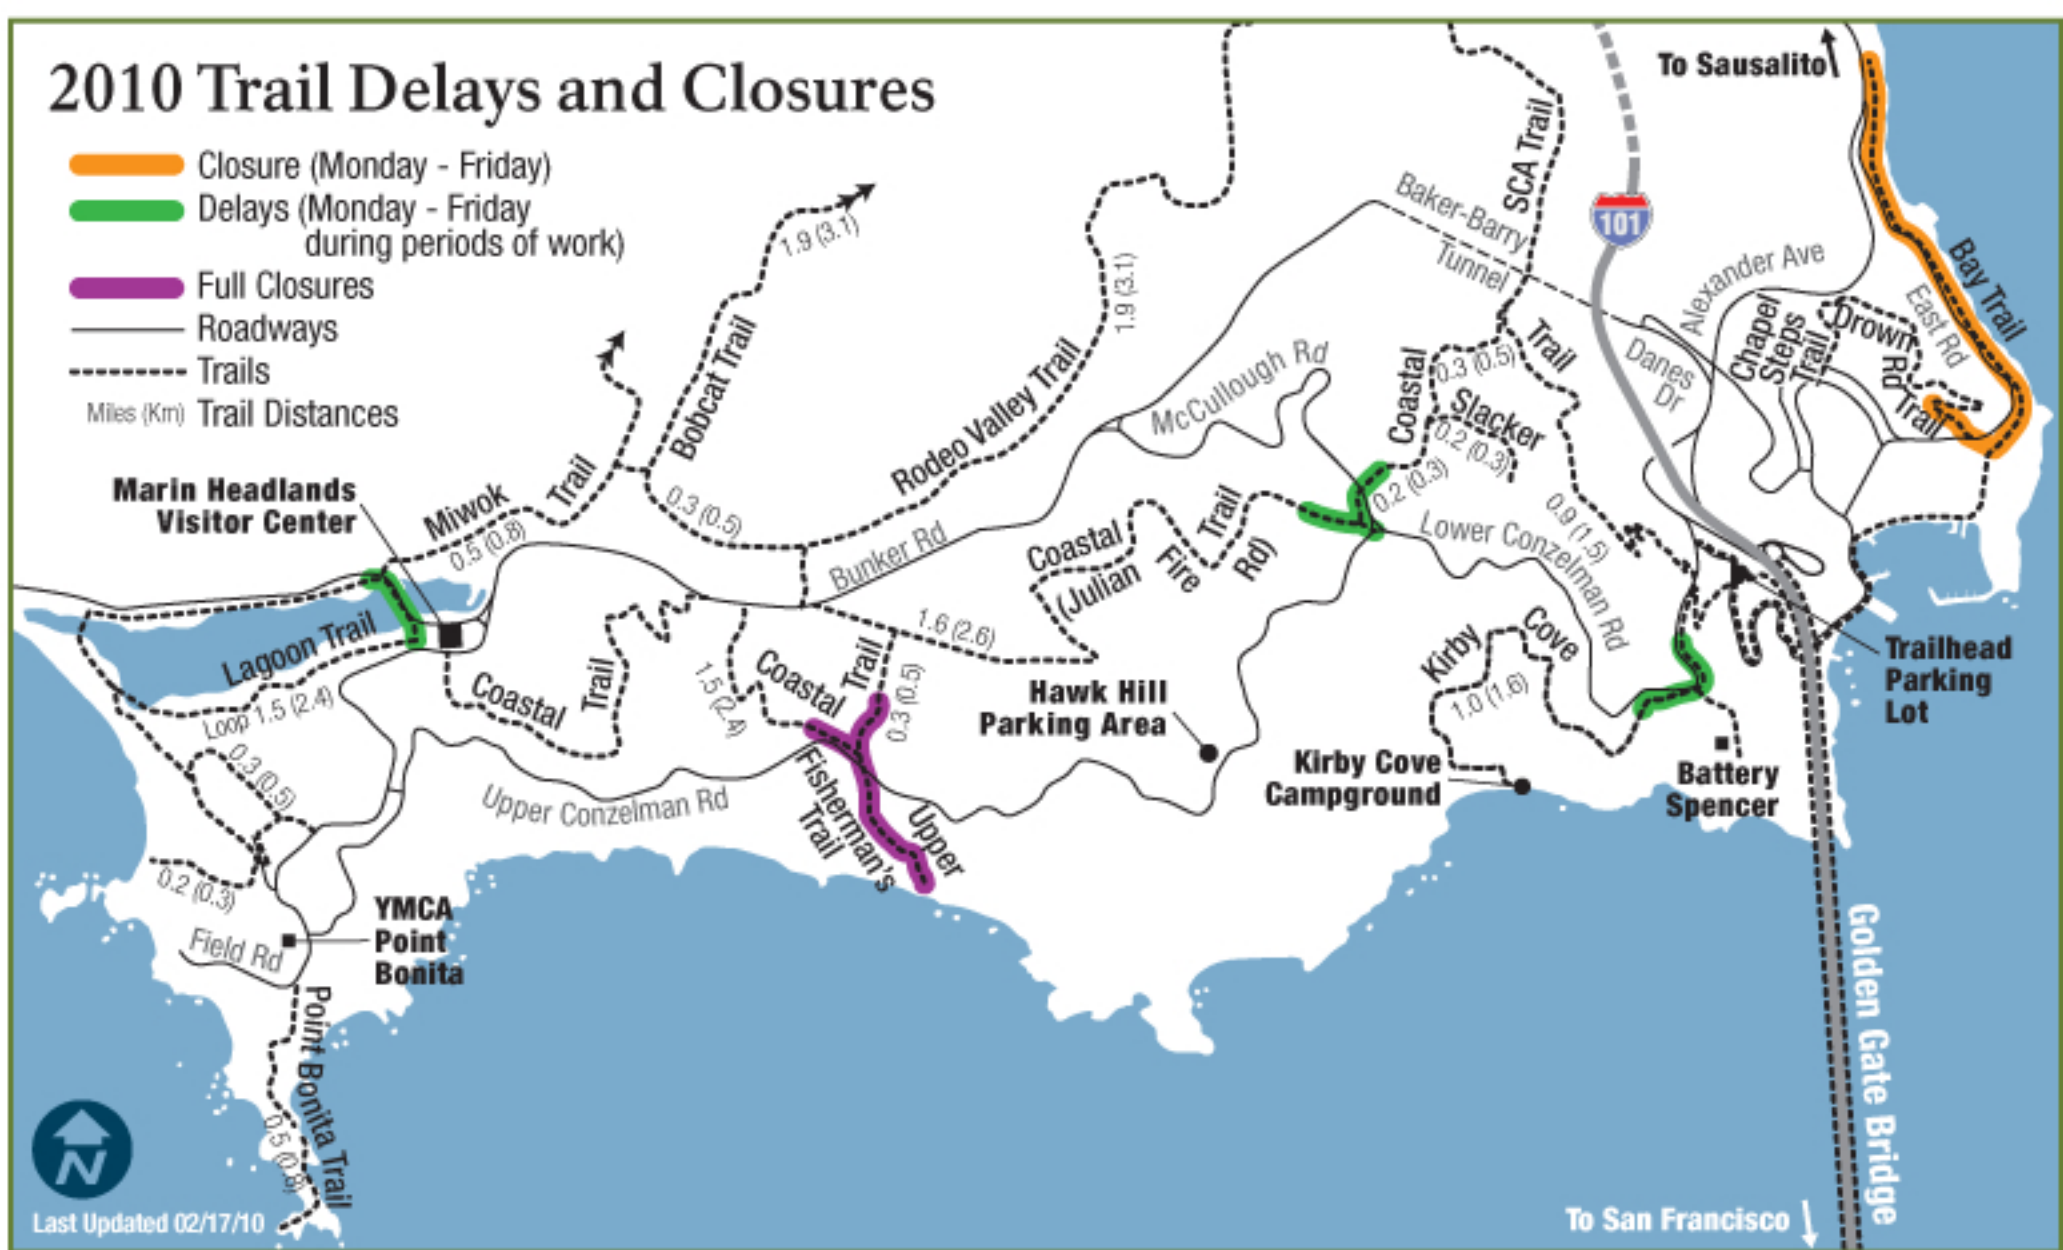 2010 Trail Delays and Closures
Closure (Monday - Friday)
Delays (Monday - Friday
during periods of work)
Full Closures
Roadways
Trails
Miles (Km) Trail Distances
To Sausalito
SCA Trail
Baker-Barry
Tunnel
101
Alexander Ave
Bay Trail
East Rd
Chapel
Steps
Trail
Drown
Rd
Trail
Danes
Dr
1.9 (3.1)
Bobcat Trail
1.9 (3.1)
Rodeo Valley Trail
McCullough Rd
Coastal
Trail
0.3 (0.5)
Slacker
0.2 (0.3)
0.2 (0.3)
0.9 (1.5)
Lower Conzelman Rd
Marin Headlands
Visitor Center
Miwok
Trail
0.5 (0.8)
0.3 (0.5)
Bunker Rd
Coastal
Trail
(Julian
Fire
Rd)
1.6 (2.6)
Lagoon Trail
Loop 1.5 (2.4)
Coastal
Trail
1.5 (2.4)
Coastal
Trail
0.3 (0.5)
Hawk Hill
Parking Area
Kirby
Cove
1.0 (1.6)
Kirby Cove
Campground
Trailhead
Parking
Lot
Battery
Spencer
0.3 (0.5)
Upper Conzelman Rd
Fisherman's
Trail
Upper
0.2 (0.3)
Field Rd
YMCA
Point
Bonita
Point Bonita Trail
0.5 (0.8)
Golden Gate Bridge
N
Last Updated 02/17/10
To San Francisco